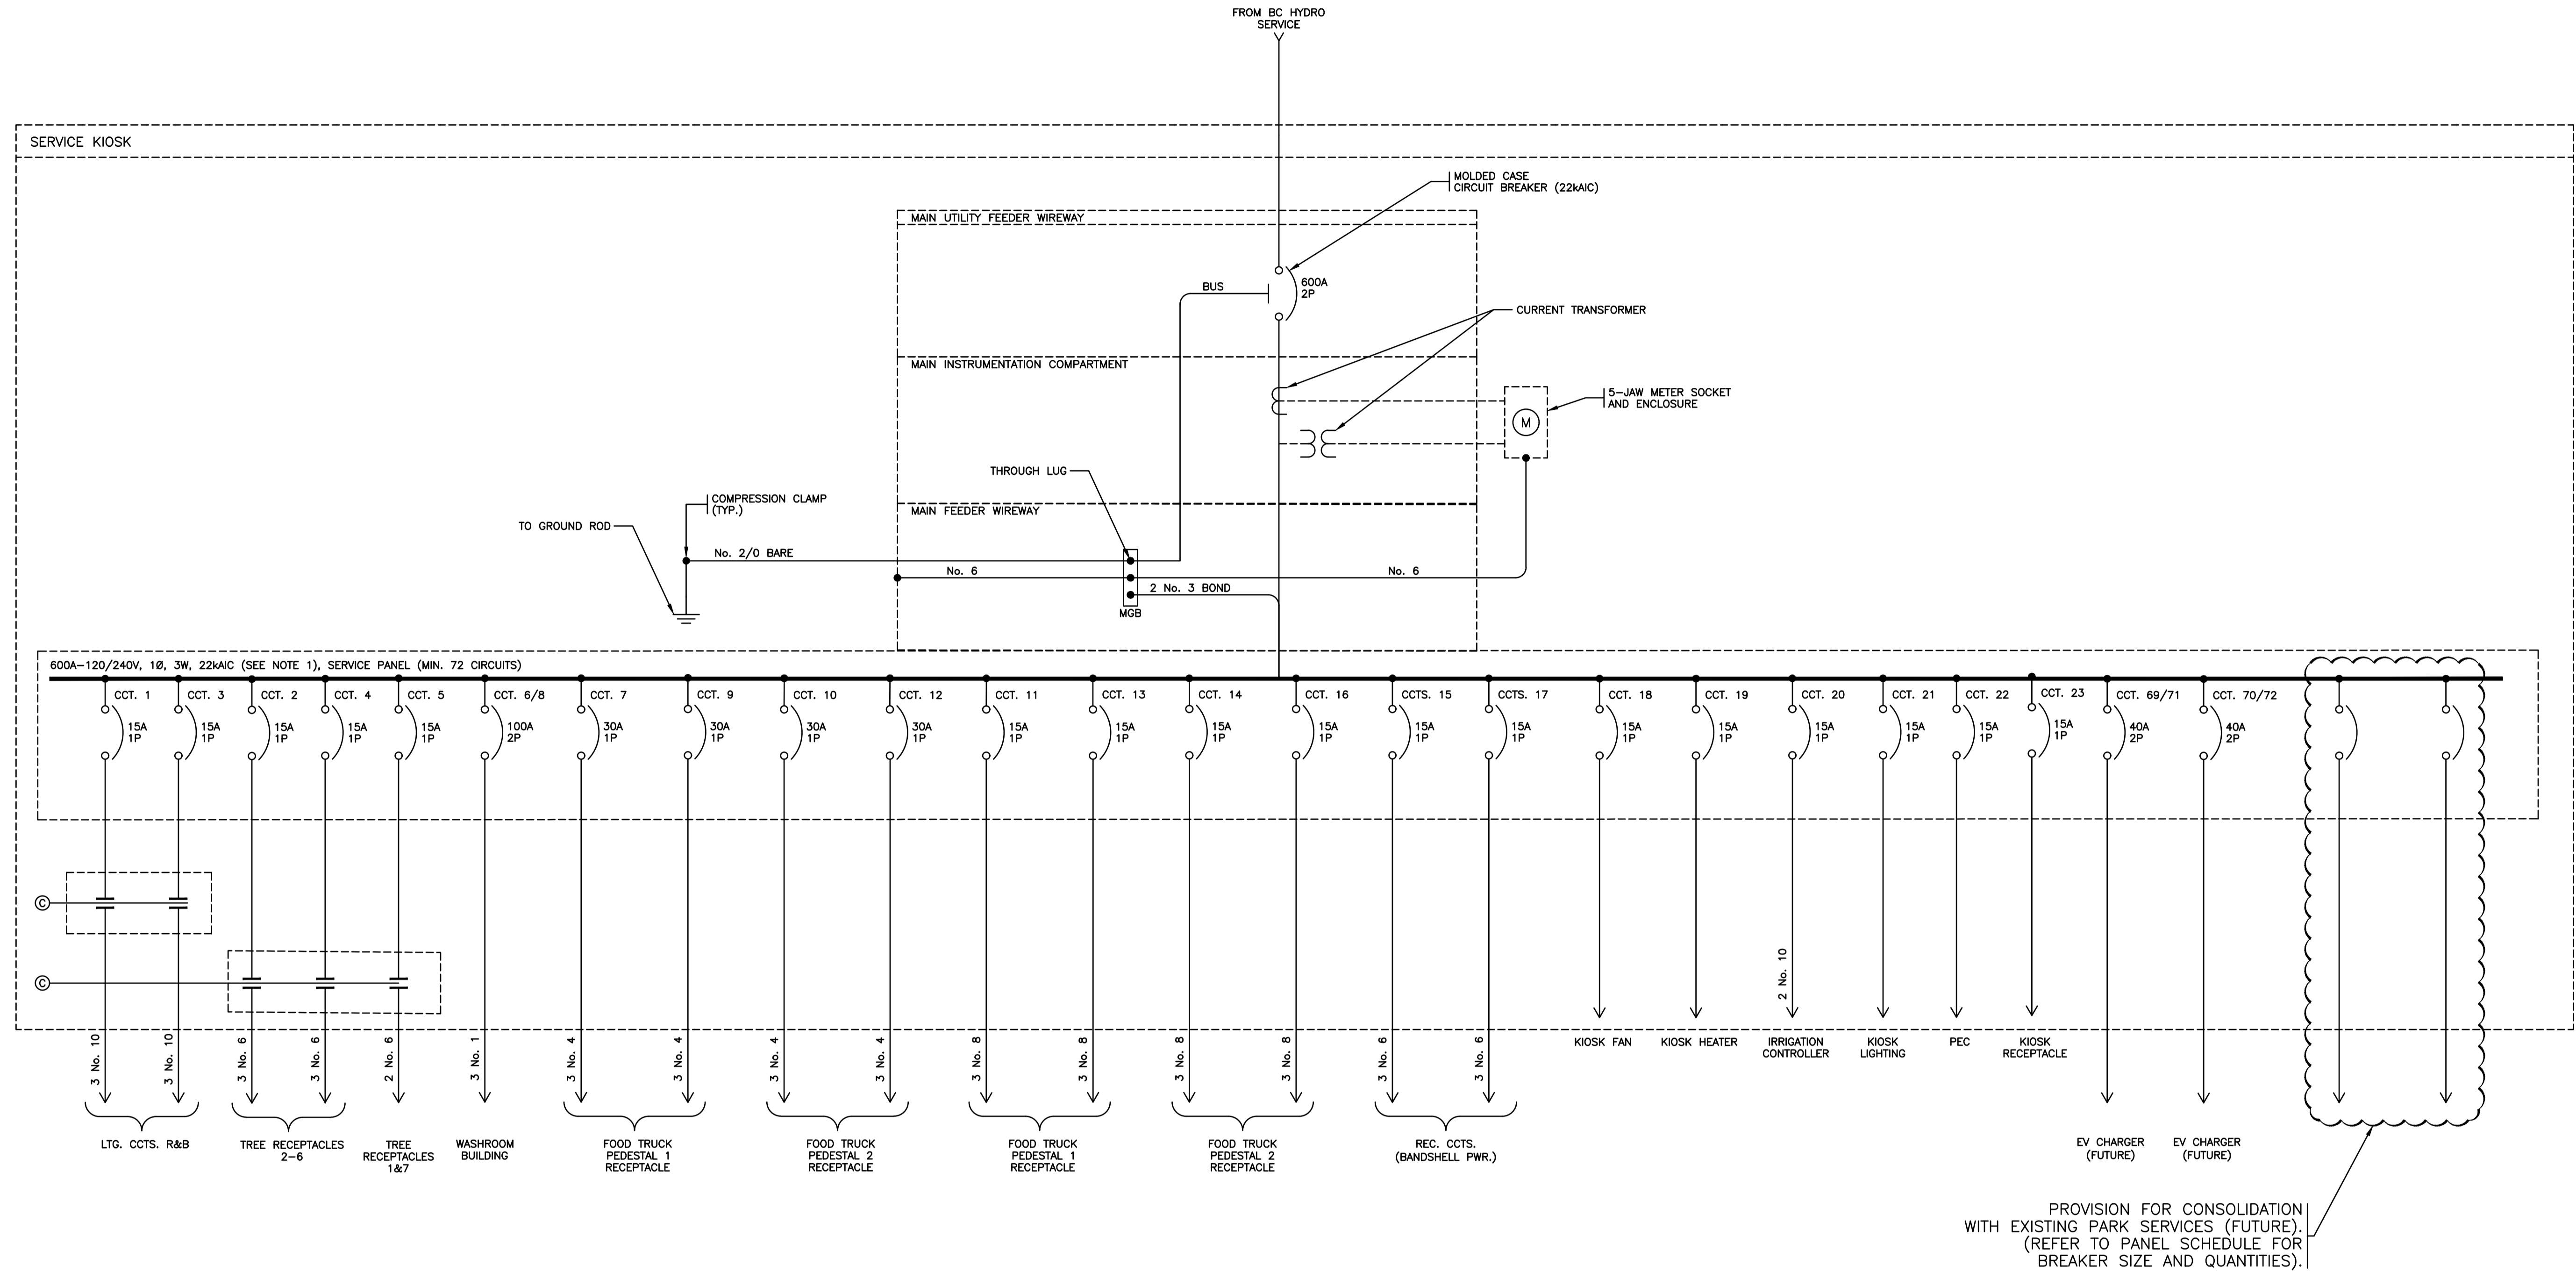 FROM BC HYDRO
SERVICE
SERVICE KIOSK
MOLDED CASE
CIRCUIT BREAKER (22kAIC)
MAIN UTILITY FEEDER WIREWAY
600A
2P
BUS
CURRENT TRANSFORMER
MAIN INSTRUMENTATION COMPARTMENT
5-JAW METER SOCKET
AND ENCLOSURE
M
THROUGH LUG
COMPRESSION CLAMP
(TYP.)
MAIN FEEDER WIREWAY
TO GROUND ROD
No. 2/0 BARE
No. 6
No. 6
2 No. 3 BOND
MGB
600A-120/240V, 1Ø, 3W, 22kAIC (SEE NOTE 1), SERVICE PANEL (MIN. 72 CIRCUITS)
CCT. 1
15A
1P
CCT. 3
15A
1P
CCT. 2
15A
1P
CCT. 4
15A
1P
CCT. 5
15A
1P
CCT. 6/8
100A
2P
CCT. 7
30A
1P
CCT. 9
30A
1P
CCT. 10
30A
1P
CCT. 12
30A
1P
CCT. 11
15A
1P
CCT. 13
15A
1P
CCT. 14
15A
1P
CCT. 16
15A
1P
CCTS. 15
15A
1P
CCTS. 17
15A
1P
CCT. 18
15A
1P
CCT. 19
15A
1P
CCT. 20
15A
1P
CCT. 21
15A
1P
CCT. 22
15A
1P
CCT. 23
15A
1P
CCT. 69/71
40A
2P
CCT. 70/72
40A
2P
C
C
3 No. 10
3 No. 10
3 No. 6
3 No. 6
2 No. 6
3 No. 1
3 No. 4
3 No. 4
3 No. 4
3 No. 4
3 No. 8
3 No. 8
3 No. 8
3 No. 8
3 No. 6
3 No. 6
2 No. 10
KIOSK FAN
KIOSK HEATER
IRRIGATION
CONTROLLER
KIOSK
LIGHTING
PEC
KIOSK
RECEPTACLE
LTG. CCTS. R&B
TREE RECEPTACLES
2-6
TREE
RECEPTACLES
1&7
WASHROOM
BUILDING
FOOD TRUCK
PEDESTAL 1
RECEPTACLE
FOOD TRUCK
PEDESTAL 2
RECEPTACLE
FOOD TRUCK
PEDESTAL 1
RECEPTACLE
FOOD TRUCK
PEDESTAL 2
RECEPTACLE
REC. CCTS.
(BANDSHELL PWR.)
EV CHARGER
(FUTURE)
EV CHARGER
(FUTURE)
PROVISION FOR CONSOLIDATION
WITH EXISTING PARK SERVICES (FUTURE).
(REFER TO PANEL SCHEDULE FOR
BREAKER SIZE AND QUANTITIES).